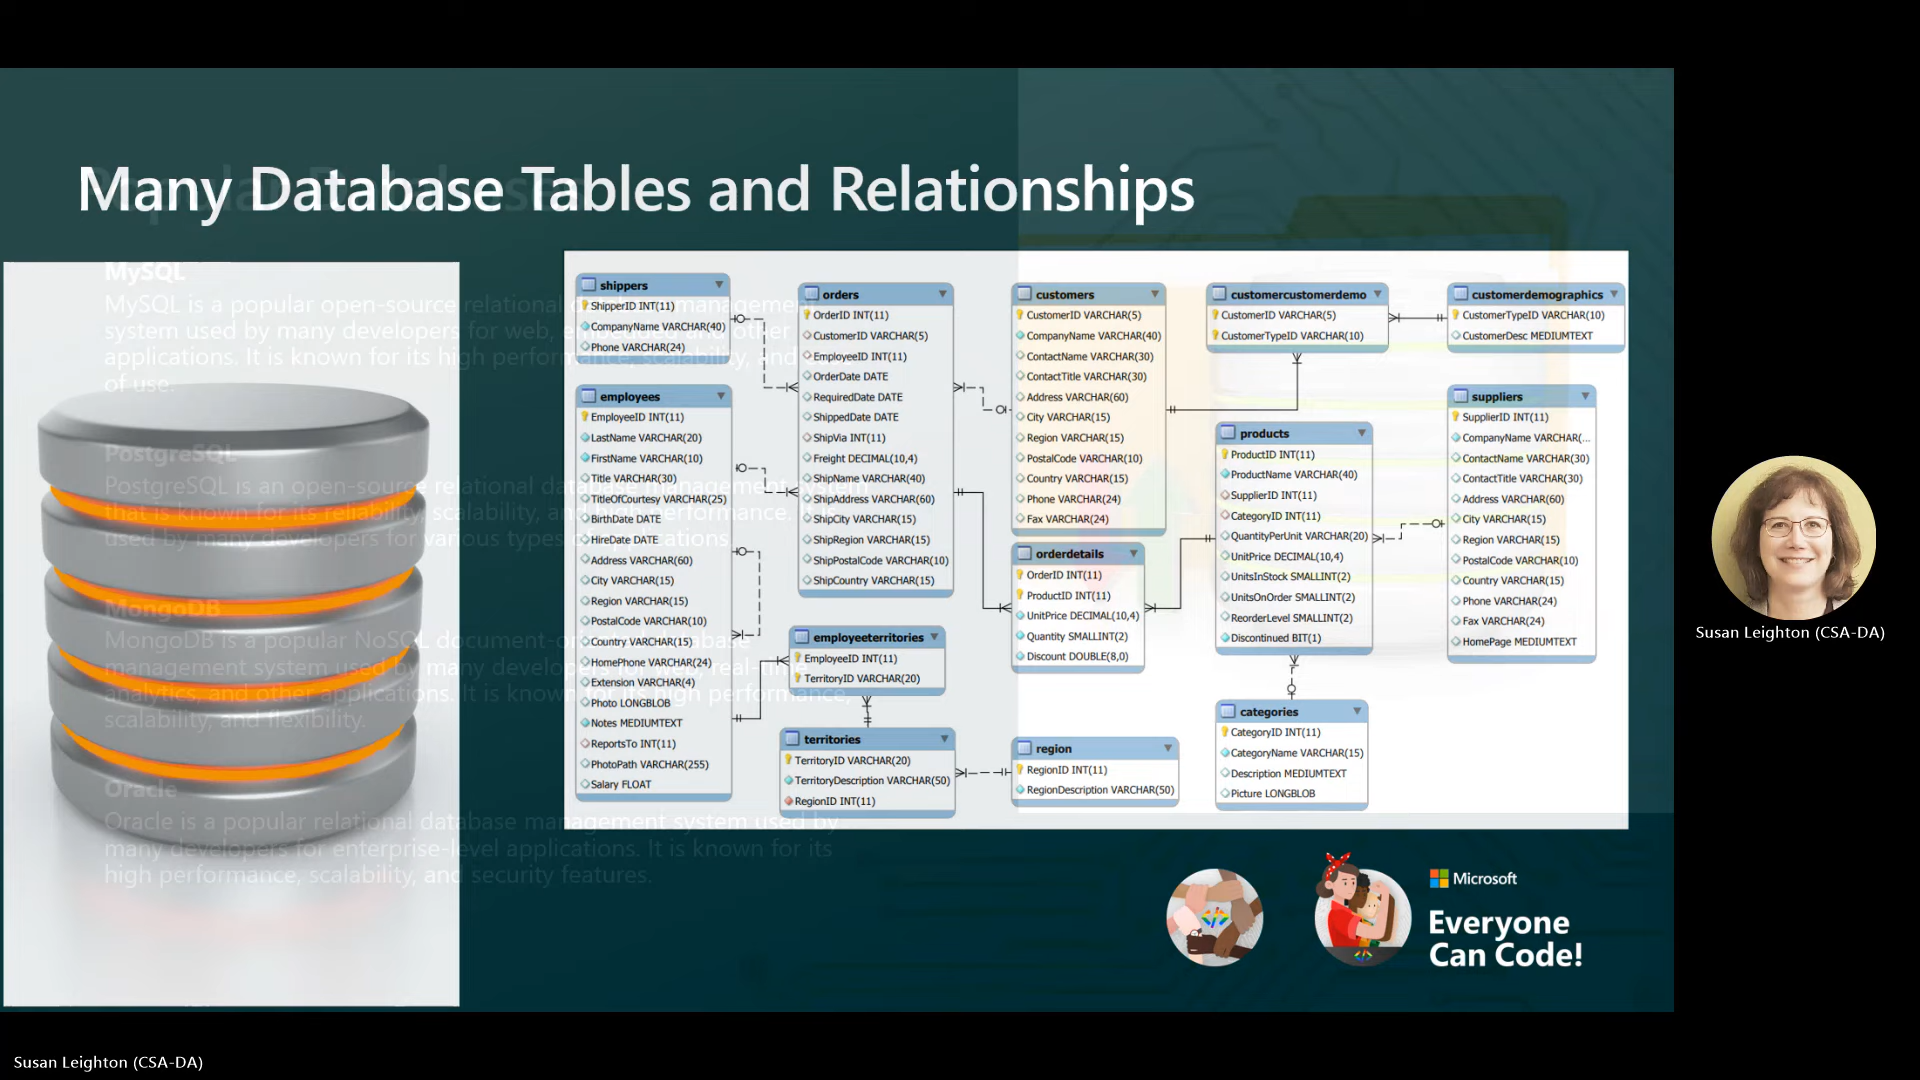 Many Database Tables and Relationships
MySQL
MySQL is a popular open-source relational database management
system used by many developers for web, embedded, and other
applications. It is known for its high performance, scalability, and
of use.
PostgreSQL
PostgreSQL is an open-source relational database management system
that is known for its reliability, scalability, and high performance. It is
used by many developers for various types of applications.
MongoDB
MongoDB is a popular NoSQL document-oriented database
management system used by many developers for web, real-time
analytics, and other applications. It is known for its high performance,
scalability, and flexibility.
Oracle
Oracle is a popular relational database management system used by
many developers for enterprise-level applications. It is known for its
high performance, scalability, and security features.
shippers
ShipperID INT(11)
CompanyName VARCHAR(40)
Phone VARCHAR(24)
employees
EmployeeID INT(11)
LastName VARCHAR(20)
FirstName VARCHAR(10)
Title VARCHAR(30)
TitleOfCourtesy VARCHAR(25)
BirthDate DATE
HireDate DATE
Address VARCHAR(60)
City VARCHAR(15)
Region VARCHAR(15)
PostalCode VARCHAR(10)
Country VARCHAR(15)
HomePhone VARCHAR(24)
Extension VARCHAR(4)
Photo LONGBLOB
Notes MEDIUMTEXT
ReportsTo INT(11)
PhotoPath VARCHAR(255)
Salary FLOAT
orders
OrderID INT(11)
CustomerID VARCHAR(5)
EmployeeID INT(11)
OrderDate DATE
RequiredDate DATE
ShippedDate DATE
ShipVia INT(11)
Freight DECIMAL(10,4)
ShipName VARCHAR(40)
ShipAddress VARCHAR(60)
ShipCity VARCHAR(15)
ShipRegion VARCHAR(15)
ShipPostalCode VARCHAR(10)
ShipCountry VARCHAR(15)
employeeterritories
EmployeeID INT(11)
TerritoryID VARCHAR(20)
territories
TerritoryID VARCHAR(20)
TerritoryDescription VARCHAR(50)
RegionID INT(11)
customers
CustomerID VARCHAR(5)
CompanyName VARCHAR(40)
ContactName VARCHAR(30)
ContactTitle VARCHAR(30)
Address VARCHAR(60)
City VARCHAR(15)
Region VARCHAR(15)
PostalCode VARCHAR(10)
Country VARCHAR(15)
Phone VARCHAR(24)
Fax VARCHAR(24)
orderdetails
OrderID INT(11)
ProductID INT(11)
UnitPrice DECIMAL(10,4)
Quantity SMALLINT(2)
Discount DOUBLE(8,0)
region
RegionID INT(11)
RegionDescription VARCHAR(50)
customercustomerdemo
CustomerID VARCHAR(5)
CustomerTypeID VARCHAR(10)
products
ProductID INT(11)
ProductName VARCHAR(40)
SupplierID INT(11)
CategoryID INT(11)
QuantityPerUnit VARCHAR(20)
UnitPrice DECIMAL(10,4)
UnitsInStock SMALLINT(2)
UnitsOnOrder SMALLINT(2)
ReorderLevel SMALLINT(2)
Discontinued BIT(1)
categories
CategoryID INT(11)
CategoryName VARCHAR(15)
Description MEDIUMTEXT
Picture LONGBLOB
customerdemographics
CustomerTypeID VARCHAR(10)
CustomerDesc MEDIUMTEXT
suppliers
SupplierID INT(11)
CompanyName VARCHAR(...
ContactName VARCHAR(30)
ContactTitle VARCHAR(30)
Address VARCHAR(60)
City VARCHAR(15)
Region VARCHAR(15)
PostalCode VARCHAR(10)
Country VARCHAR(15)
Phone VARCHAR(24)
Fax VARCHAR(24)
HomePage MEDIUMTEXT
Microsoft
Everyone
Can Code!
Susan Leighton (CSA-DA)
Susan Leighton (CSA-DA)